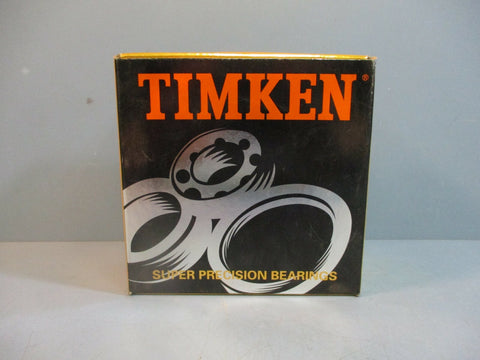 TIMKEN®
SUPER PRECISION BEARINGS